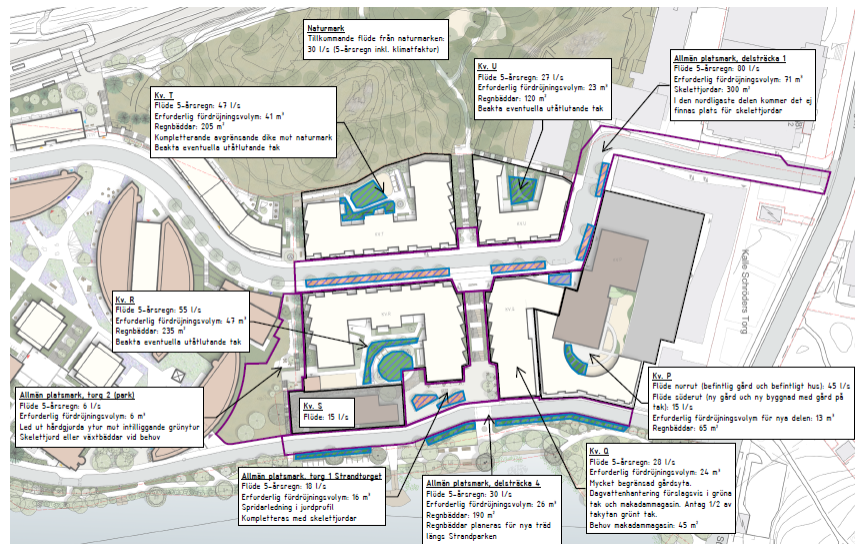 Naturmark
Tillkommande flöde från naturmarken:
30 l/s (5-årsregn inkl. klimatfaktor)
Kv. U
Flöde 5-årsregn: 27 l/s
Erforderlig fördröjningsvolym: 23 m³
Regnbäddar: 120 m²
Beakta eventuella utåtlutande tak
Allmän platsmark, delsträcka 1
Flöde 5-årsregn: 80 l/s
Erforderlig fördröjningsvolym: 71 m³
Skelettjordar: 300 m²
I den nordligaste delen kommer det ej
finnas plats för skelettjordar
Kv. T
Flöde 5-årsregn: 47 l/s
Erforderlig fördröjningsvolym: 41 m³
Regnbäddar: 205 m²
Kompletterande avgränsande dike mot naturmark
Beakta eventuella utåtlutande tak
Kalle Schröders Torg
Kv. R
Flöde 5-årsregn: 55 l/s
Erforderlig fördröjningsvolym: 47 m³
Regnbäddar: 235 m²
Beakta eventuella utåtlutande tak
Kv. P
Flöde norrut (befintlig gård och befintligt hus): 45 l/s
Flöde söderut (ny gård och ny byggnad med gård på
tak): 15 l/s
Erforderlig fördröjningsvolym för nya delen: 13 m³
Regnbäddar: 65 m²
Allmän platsmark, torg 2 (park)
Flöde 5-årsregn: 6 l/s
Erforderlig fördröjningsvolym: 6 m³
Led ut hårdgjorda ytor mut intilliggande grönytur
Skelettjord eller växtbäddar vid behov
Kv. S
Flöde: 15 l/s
Kv. Q
Flöde 5-årsregn: 28 l/s
Erforderlig fördröjningsvolym: 24 m³
Mycket begränsad gårdsyta.
Dagvattenhantering förslagsvis i gröna
tak och makadammagasin. Antag 1/2 av
takytan grönt tak.
Behov makadammagasin: 45 m³
Allmän platsmark, torg 1 Strandtorget
Flöde 5-årsregn: 18 l/s
Erforderlig fördröjningsvolym: 16 m³
Spridarledning i jordprofil
Kompletteras med skelettjordar
Allmän platsmark, delsträcka 4
Flöde 5-årsregn: 30 l/s
Erforderlig fördröjningsvolym: 26 m³
Regnbäddar: 190 m²
Regnbäddar planeras för nya träd
längs Strandparken